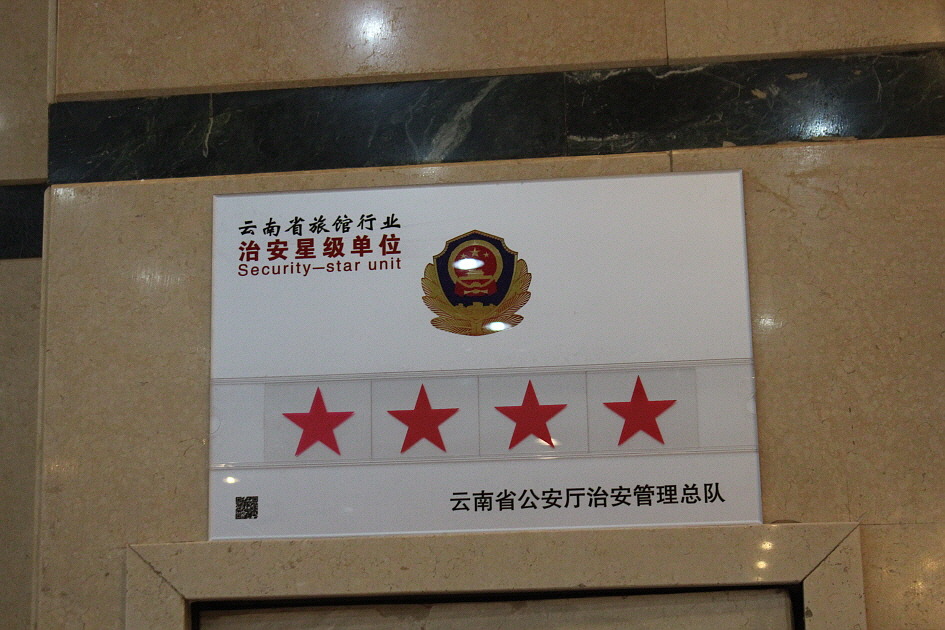 云南省旅馆行业
治安星级单位
Security—star unit
云南省公安厅治安管理总队